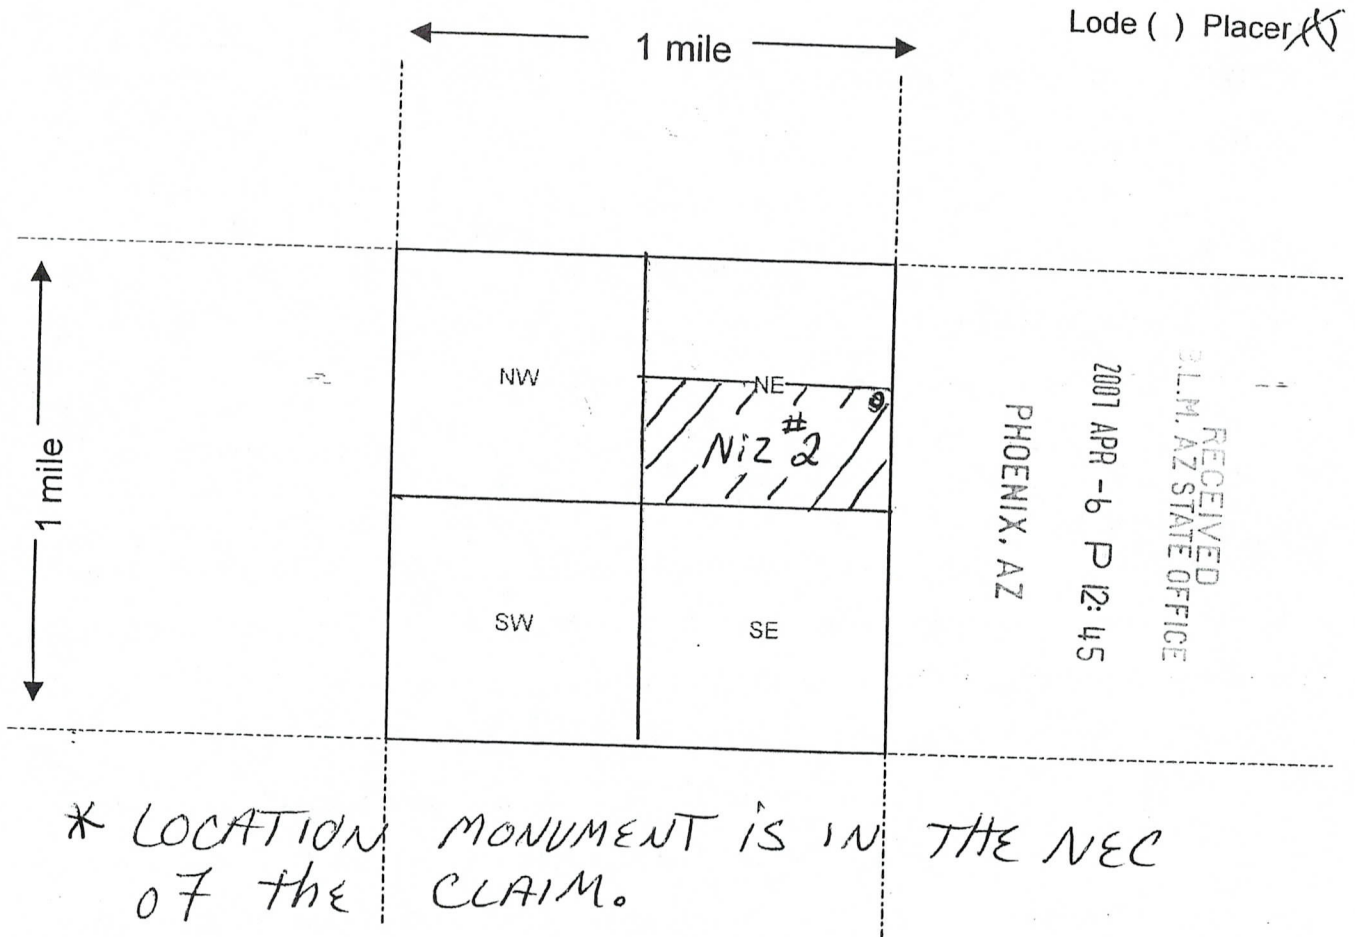 Lode ( ) Placer (X)
1 mile
1 mile
NW
NE
Niz #2
SW
SE
RECEIVED
B.L.M. AZ STATE OFFICE
2007 APR -6 P 12:45
PHOENIX, AZ
* LOCATION MONUMENT iS IN THE NEC
of the CLAIM.